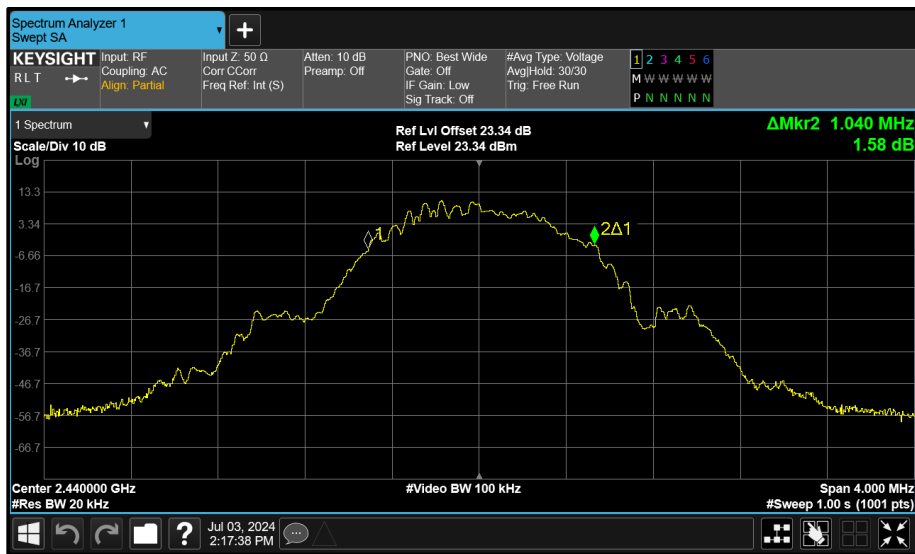 Spectrum Analyzer 1
Swept SA
KEYSIGHT
R L T
LXI
Input: RF
Coupling: AC
Align: Partial
Input Z: 50 Ω
Corr CCorr
Freq Ref: Int (S)
Atten: 10 dB
Preamp: Off
PNO: Best Wide
Gate: Off
IF Gain: Low
Sig Track: Off
#Avg Type: Voltage
Avg|Hold: 30/30
Trig: Free Run
1 2 3 4 5 6
M W W W W W
P N N N N N
1 Spectrum
Scale/Div 10 dB
Log
Ref Lvl Offset 23.34 dB
Ref Level 23.34 dBm
ΔMkr2 1.040 MHz
1.58 dB
13.3
3.34
-6.66
-16.7
-26.7
-36.7
-46.7
-56.7
-66.7
1
2Δ1
Center 2.440000 GHz
#Res BW 20 kHz
#Video BW 100 kHz
Span 4.000 MHz
#Sweep 1.00 s (1001 pts)
?
Jul 03, 2024
2:17:38 PM